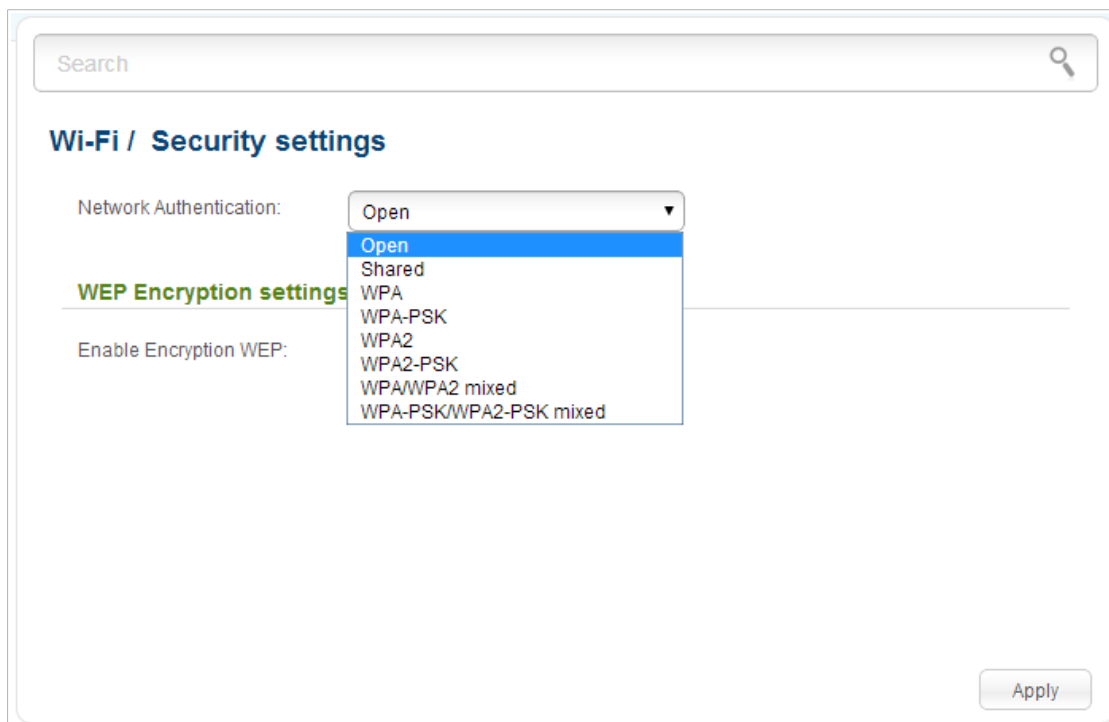 Search
Wi-Fi / Security settings
Network Authentication:
Open
Open
Shared
WEP Encryption settings
WPA
WPA-PSK
Enable Encryption WEP:
WPA2
WPA2-PSK
WPA/WPA2 mixed
WPA-PSK/WPA2-PSK mixed
Apply